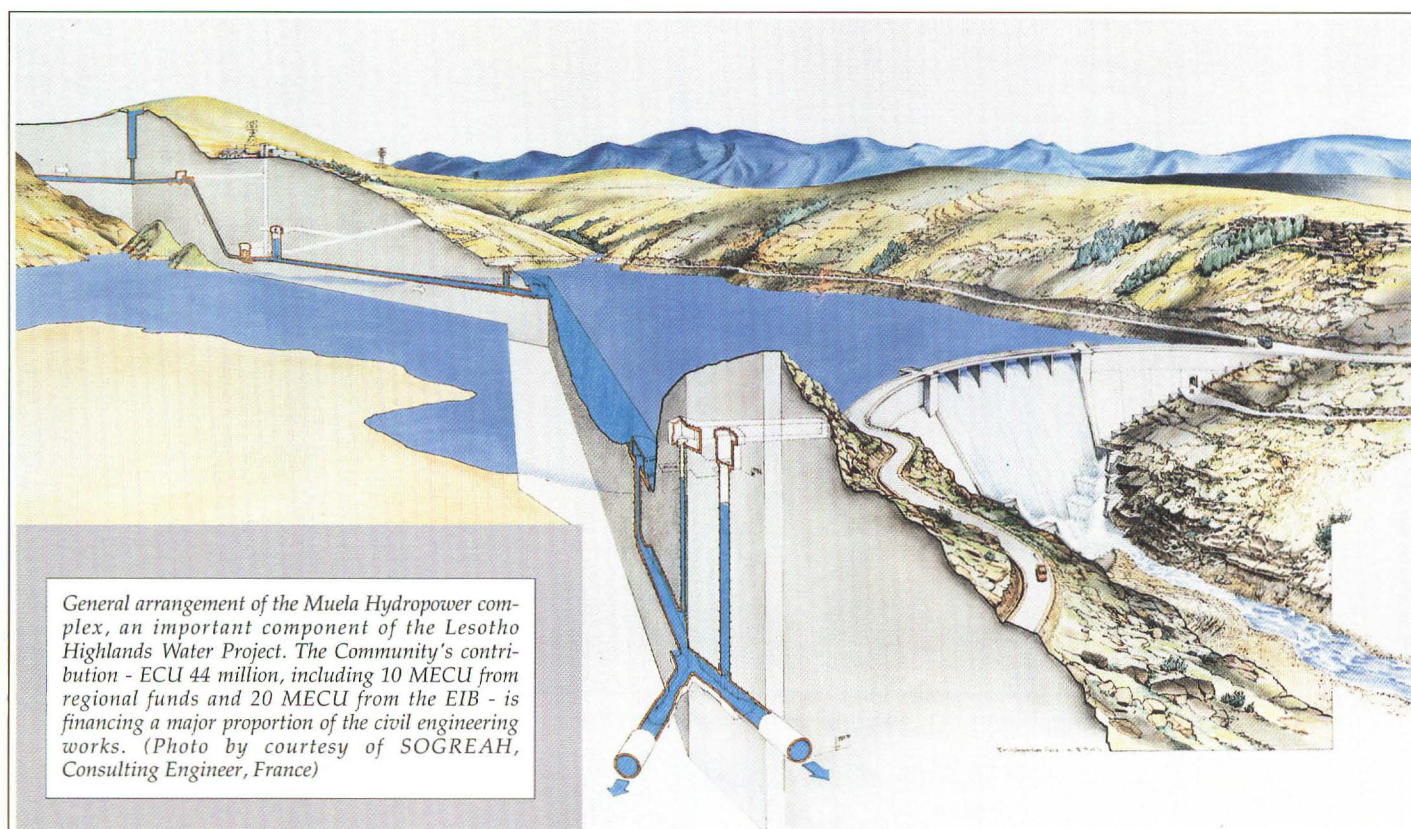 General arrangement of the Muela Hydropower com-
plex, an important component of the Lesotho
Highlands Water Project. The Community's contri-
bution - ECU 44 million, including 10 MECU from
regional funds and 20 MECU from the EIB - is
financing a major proportion of the civil engineering
works. (Photo by courtesy of SOGREAH,
Consulting Engineer, France)